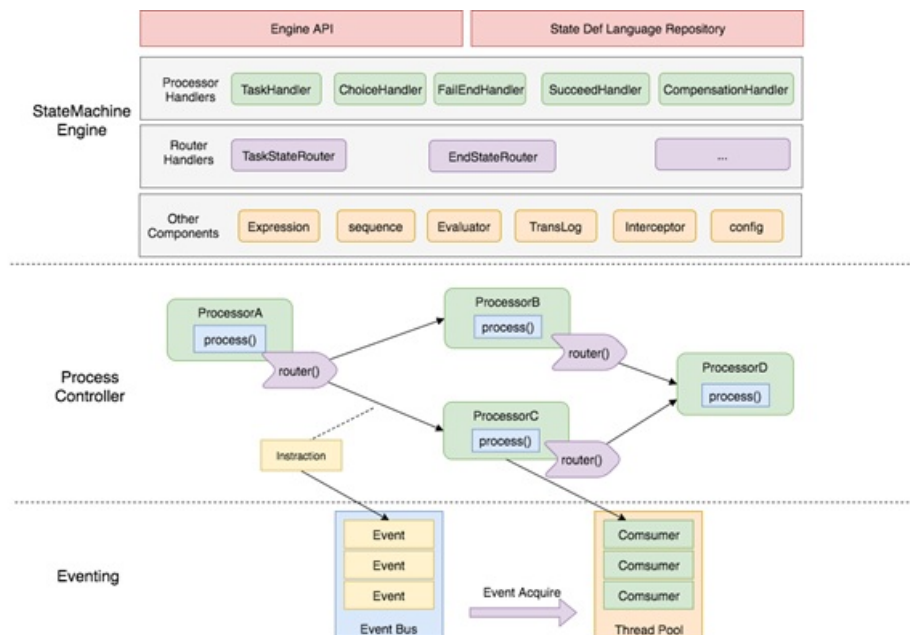 Engine API
State Def Language Repository
StateMachine
Engine
Processor
Handlers
TaskHandler
ChoiceHandler
FailEndHandler
SucceedHandler
CompensationHandler
Router
Handlers
TaskStateRouter
EndStateRouter
...
Other
Components
Expression
sequence
Evaluator
TransLog
Interceptor
config
Process
Controller
ProcessorA
process()
router()
ProcessorB
process()
router()
ProcessorC
process()
router()
ProcessorD
process()
Instraction
Eventing
Event
Event
Event
Event Bus
Event Acquire
Comsumer
Comsumer
Comsumer
Thread Pool